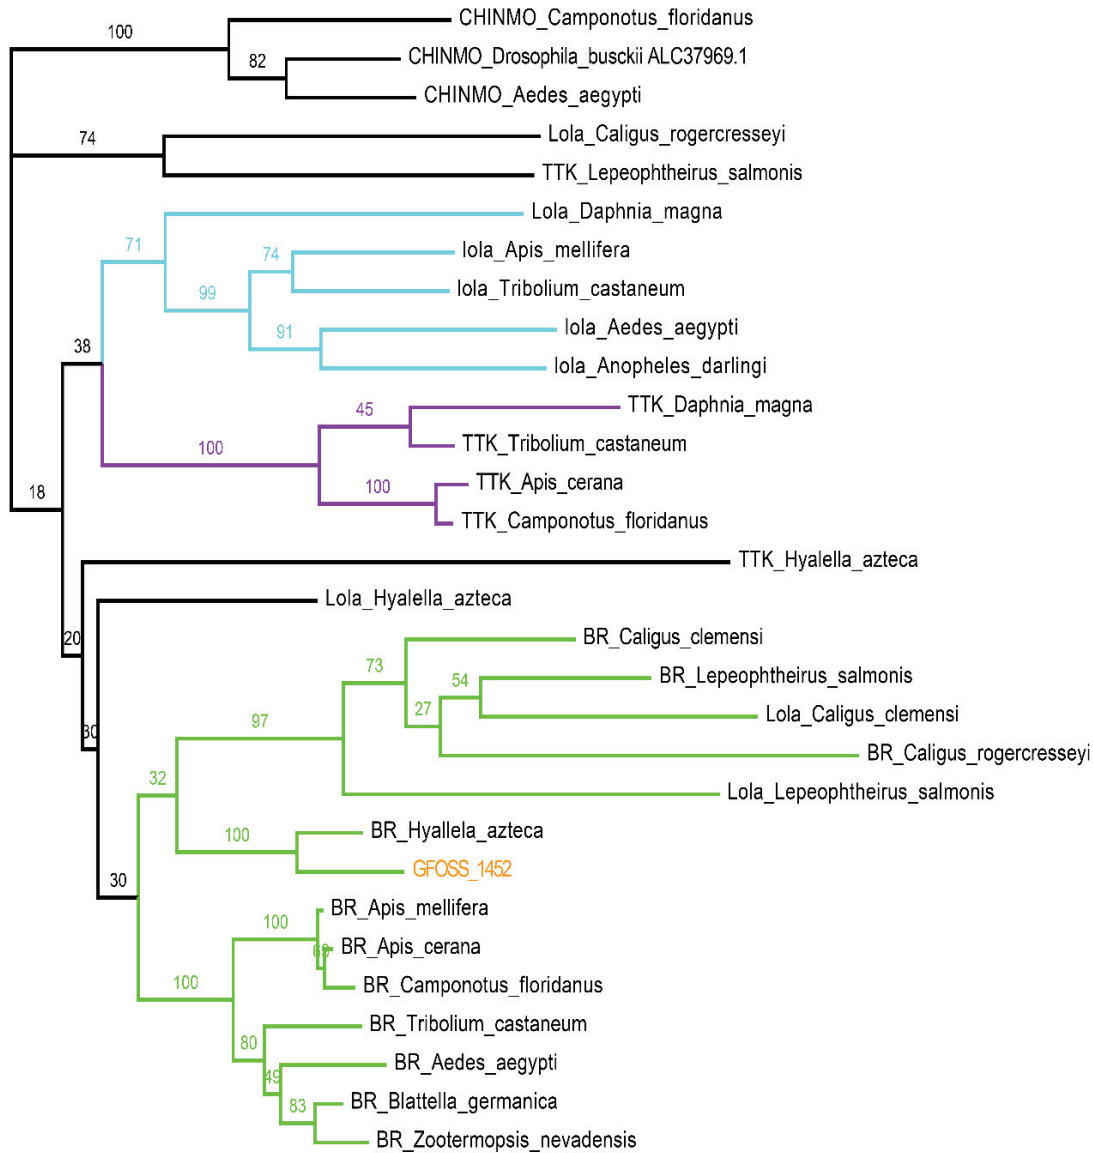 CHINMO_Camponotus_floridanus
100
CHINMO_Drosophila_busckii ALC37969.1
82
CHINMO_Aedes_aegypti
Lola_Caligus_rogercresseyi
74
TTK_Lepeophtheirus_salmonis
Lola_Daphnia_magna
71
lola_Apis_mellifera
74
lola_Tribolium_castaneum
99
lola_Aedes_aegypti
91
lola_Anopheles_darlingi
38
TTK_Daphnia_magna
45
TTK_Tribolium_castaneum
100
TTK_Apis_cerana
100
TTK_Camponotus_floridanus
18
TTK_Hyalella_azteca
Lola_Hyalella_azteca
20
BR_Caligus_clemensi
73
BR_Lepeophtheirus_salmonis
54
Lola_Caligus_clemensi
27
97
30
BR_Caligus_rogercresseyi
32
Lola_Lepeophtheirus_salmonis
BR_Hyallela_azteca
100
GFOSS_1452
30
BR_Apis_mellifera
100
BR_Apis_cerana
69
BR_Camponotus_floridanus
100
BR_Tribolium_castaneum
80
BR_Aedes_aegypti
49
BR_Blattella_germanica
83
BR_Zootermopsis_nevadensis